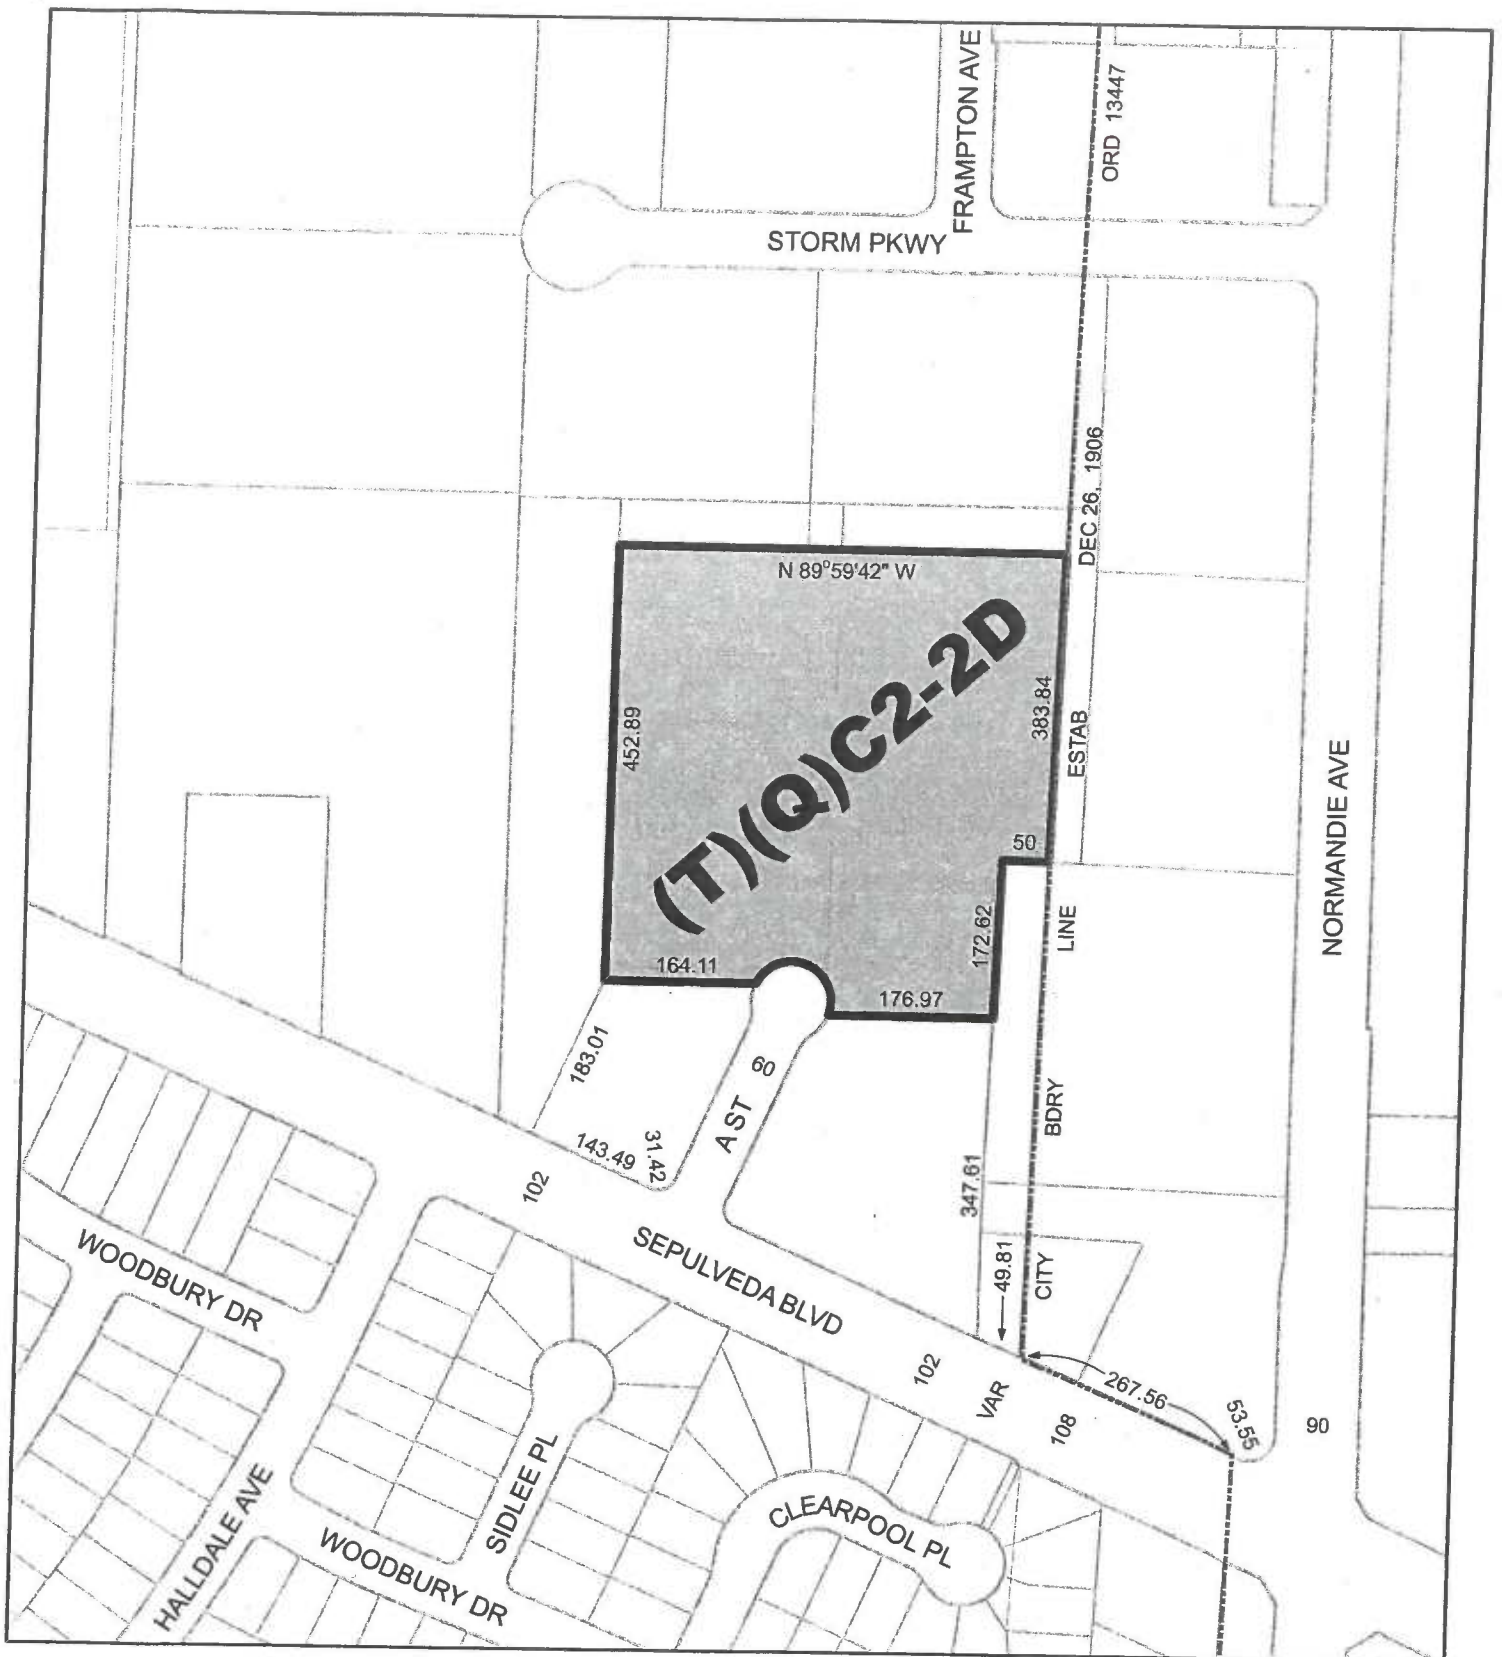 FRAMPTON AVE
ORD 13447
STORM PKWY
DEC 26, 1906
N 89°59'42" W
(T)(Q)C2-2D
452.89
383.84
ESTAB
NORMANDIE AVE
50
172.62
LINE
164.11
176.97
183.01
60
A ST
BDRY
143.49
31.42
102
347.61
49.81
CITY
SEPULVEDA BLVD
WOODBURY DR
102
VAR
108
267.56
53.55
90
SIDLEE PL
CLEARPOOL PL
HALLDALE AVE
WOODBURY DR